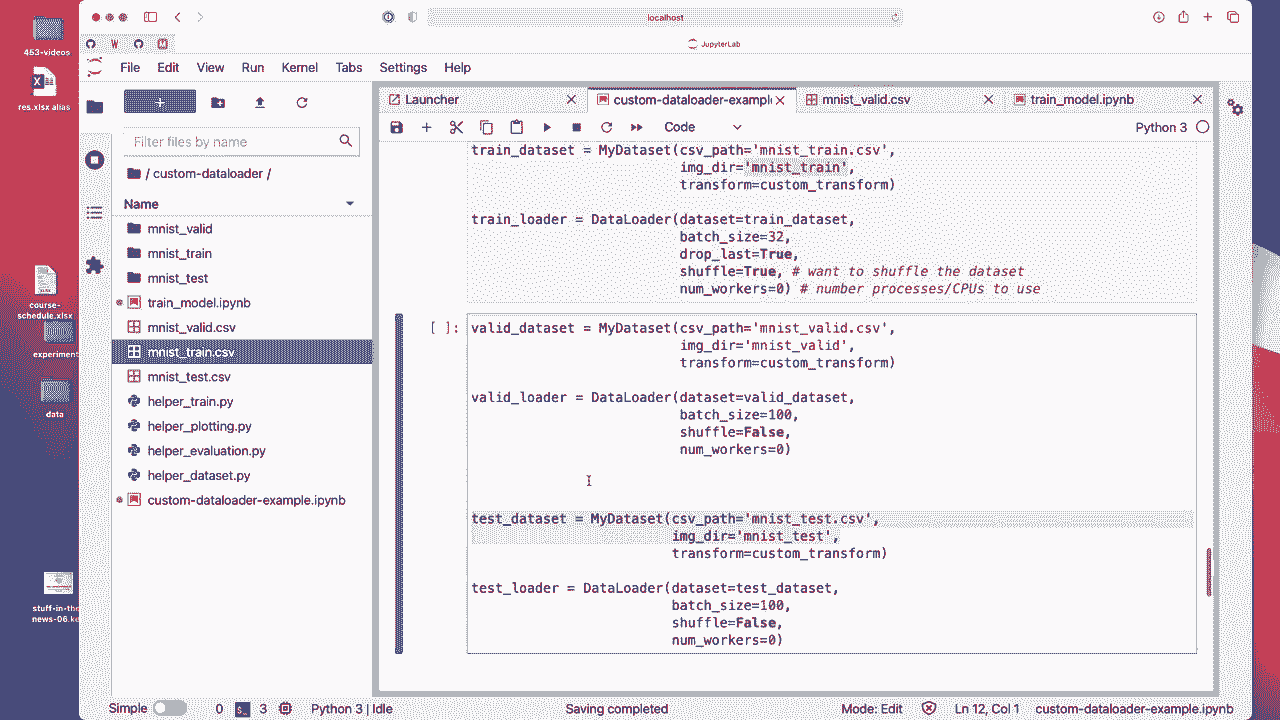 localhost
JupyterLab
453-videos
res.xlsx alias
course-
schedule.xlsx
experiment
data
stuff-in-the
news-06.ke
File Edit View Run Kernel Tabs Settings Help
Filter files by name
/ custom-dataloader /
Name
mnist_valid
mnist_train
mnist_test
train_model.ipynb
mnist_valid.csv
mnist_train.csv
mnist_test.csv
helper_train.py
helper_plotting.py
helper_evaluation.py
helper_dataset.py
custom-dataloader-example.ipynb
Launcher custom-dataloader-example mnist_valid.csv train_model.ipynb
Code Python 3
train_dataset = MyDataset(csv_path='mnist_train.csv',
img_dir='mnist_train',
transform=custom_transform)
train_loader = DataLoader(dataset=train_dataset,
batch_size=32,
drop_last=True,
shuffle=True, # want to shuffle the dataset
num_workers=0) # number processes/CPUs to use
[ ]: valid_dataset = MyDataset(csv_path='mnist_valid.csv',
img_dir='mnist_valid',
transform=custom_transform)
valid_loader = DataLoader(dataset=valid_dataset,
batch_size=100,
shuffle=False,
num_workers=0)
test_dataset = MyDataset(csv_path='mnist_test.csv',
img_dir='mnist_test',
transform=custom_transform)
test_loader = DataLoader(dataset=test_dataset,
batch_size=100,
shuffle=False,
num_workers=0)
Simple 0 3 Python 3 | Idle Saving completed Mode: Edit Ln 12, Col 1 custom-dataloader-example.ipynb